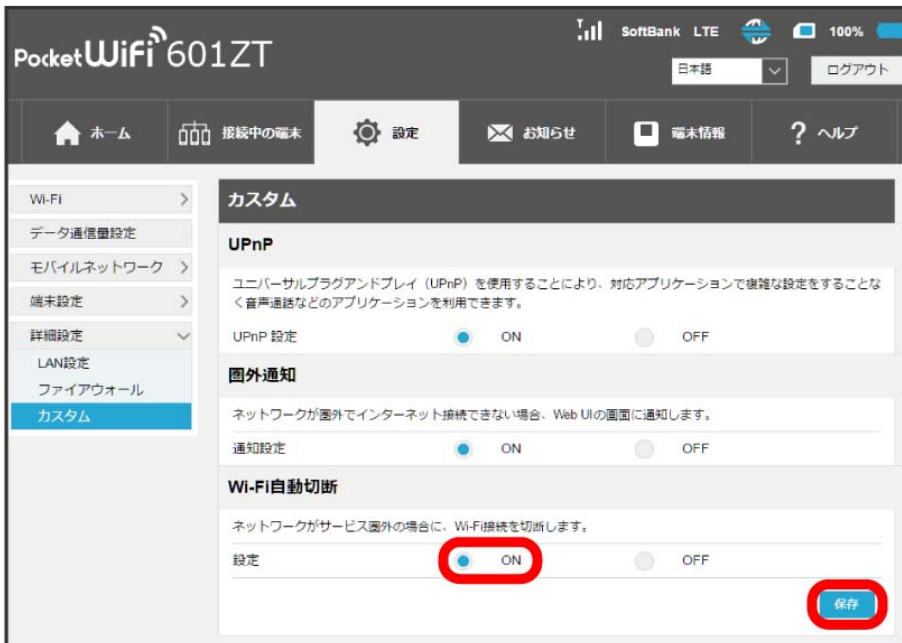 Pocket WiFi 601ZT
SoftBank LTE 100%
日本語 ログアウト
ホーム 接続中の端末 設定 お知らせ 端末情報 ? ヘルプ
Wi-Fi
データ通信量設定
モバイルネットワーク
端末設定
詳細設定
LAN設定
ファイアウォール
カスタム
カスタム
UPnP
ユニバーサルプラグアンドプレイ（UPnP）を使用することにより、対応アプリケーションで複雑な設定をすることな
く音声通話などのアプリケーションを利用できます。
UPnP 設定 ON OFF
圏外通知
ネットワークが圏外でインターネット接続できない場合、Web UIの画面に通知します。
通知設定 ON OFF
Wi-Fi自動切断
ネットワークがサービス圏外の場合に、Wi-Fi接続を切断します。
設定 ON OFF
保存